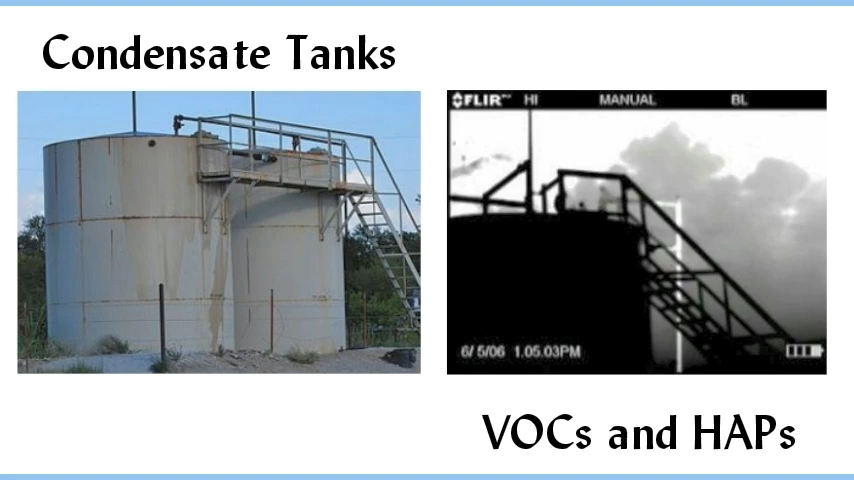 Condensate Tanks
FLIR HI MANUAL BL
6/ 5/06 1.05.03PM
VOCs and HAPs